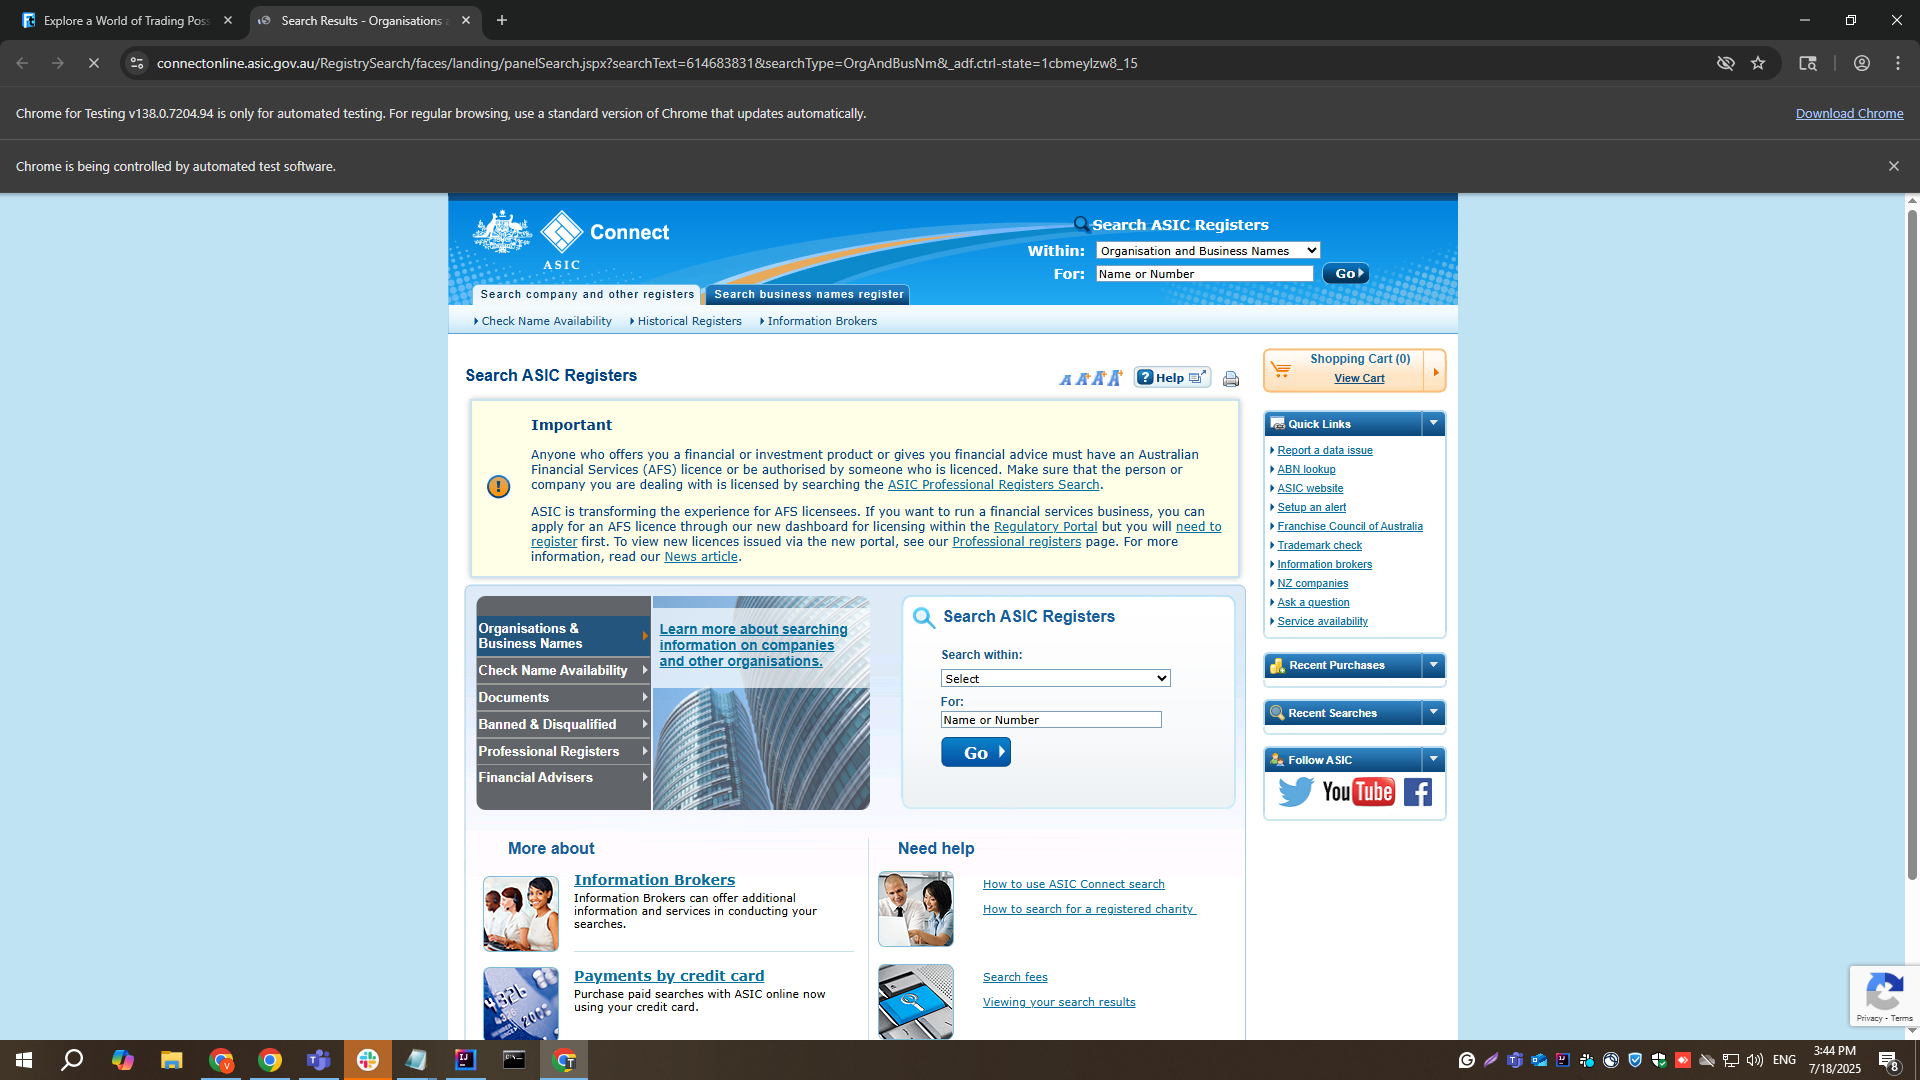 Explore a World of Trading Pos
Search Results - Organisations a
connectonline.asic.gov.au/RegistrySearch/faces/landing/panelSearch.jspx?searchText=614683831&searchType=OrgAndBusNm&_adf.ctrl-state=1cbmeylzw8_15
Chrome for Testing v138.0.7204.94 is only for automated testing. For regular browsing, use a standard version of Chrome that updates automatically.
Download Chrome
Chrome is being controlled by automated test software.
ASIC
Connect
Search ASIC Registers
Within: Organisation and Business Names
For: Name or Number Go
Search company and other registers
Search business names register
Check Name Availability
Historical Registers
Information Brokers
Search ASIC Registers
A A+ A+ A+
Help
Shopping Cart (0)
View Cart
Important
Anyone who offers you a financial or investment product or gives you financial advice must have an Australian
Financial Services (AFS) licence or be authorised by someone who is licenced. Make sure that the person or
company you are dealing with is licensed by searching the ASIC Professional Registers Search.
ASIC is transforming the experience for AFS licensees. If you want to run a financial services business, you can
apply for an AFS licence through our new dashboard for licensing within the Regulatory Portal but you will need to
register first. To view new licences issued via the new portal, see our Professional registers page. For more
information, read our News article.
Quick Links
Report a data issue
ABN lookup
ASIC website
Setup an alert
Franchise Council of Australia
Trademark check
Information brokers
NZ companies
Ask a question
Service availability
Recent Purchases
Recent Searches
Follow ASIC
YouTube
Organisations &
Business Names
Check Name Availability
Documents
Banned & Disqualified
Professional Registers
Financial Advisers
Learn more about searching
information on companies
and other organisations.
Search ASIC Registers
Search within:
Select
For:
Name or Number
Go
More about
Information Brokers
Information Brokers can offer additional
information and services in conducting your
searches.
Payments by credit card
Purchase paid searches with ASIC online now
using your credit card.
Need help
How to use ASIC Connect search
How to search for a registered charity
Search fees
Viewing your search results
Privacy - Terms
ENG
3:44 PM
7/18/2025
8